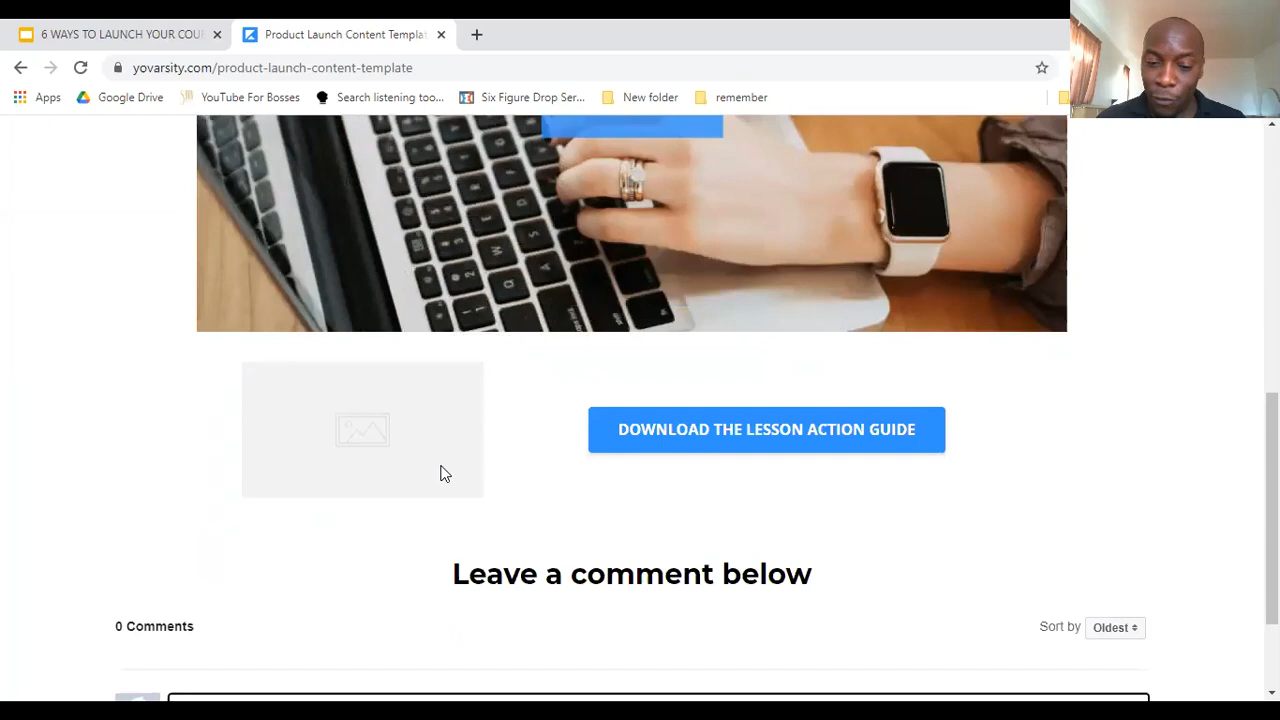 6 WAYS TO LAUNCH YOUR COU
Product Launch Content Templat
yovarsity.com/product-launch-content-template
Apps
Google Drive
YouTube For Bosses
Search listening too...
Six Figure Drop Ser...
New folder
remember
DOWNLOAD THE LESSON ACTION GUIDE
Leave a comment below
0 Comments
Sort by Oldest